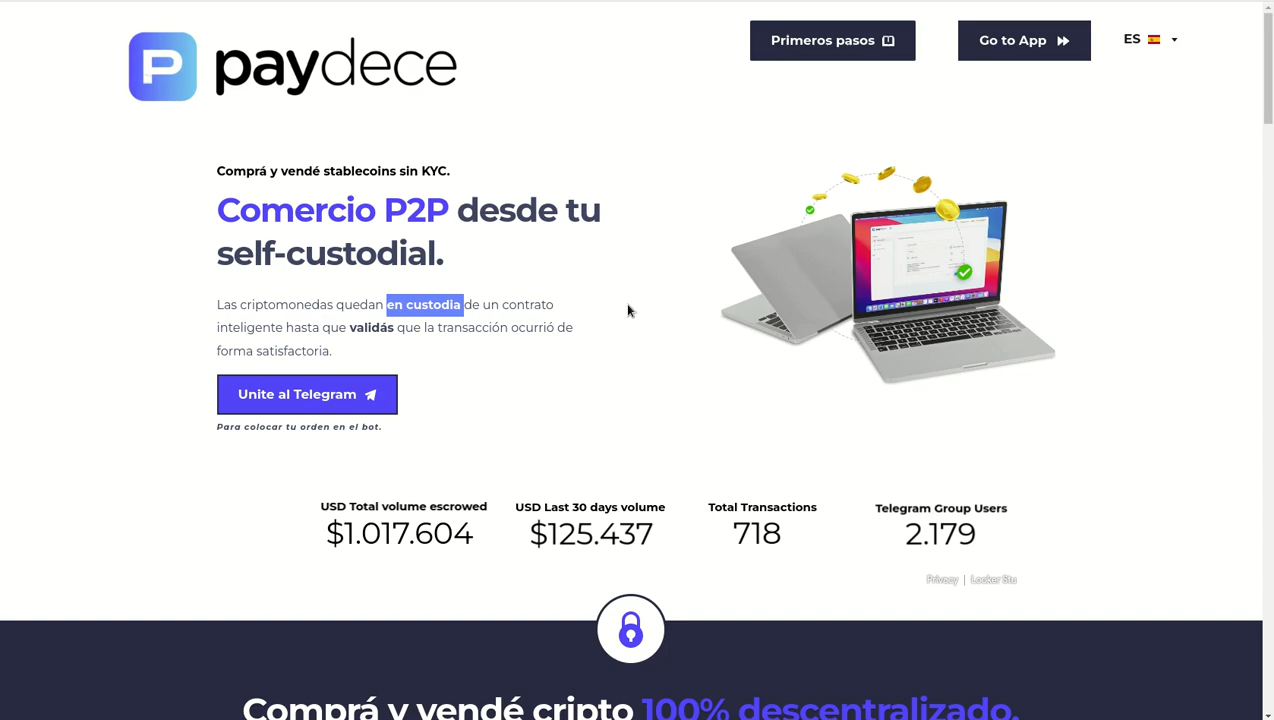 Primeros pasos
Go to App
ES
P paydece
Comprá y vendé stablecoins sin KYC.
Comercio P2P desde tu
self-custodial.
Las criptomonedas quedan en custodia de un contrato
inteligente hasta que validás que la transacción ocurrió de
forma satisfactoria.
Unite al Telegram
Para colocar tu orden en el bot.
USD Total volume escrowed
$1.017.604
USD Last 30 days volume
$125.437
Total Transactions
718
Telegram Group Users
2.179
Privacy | Looker Stu
Comprá y vendé cripto 100% descentralizado.